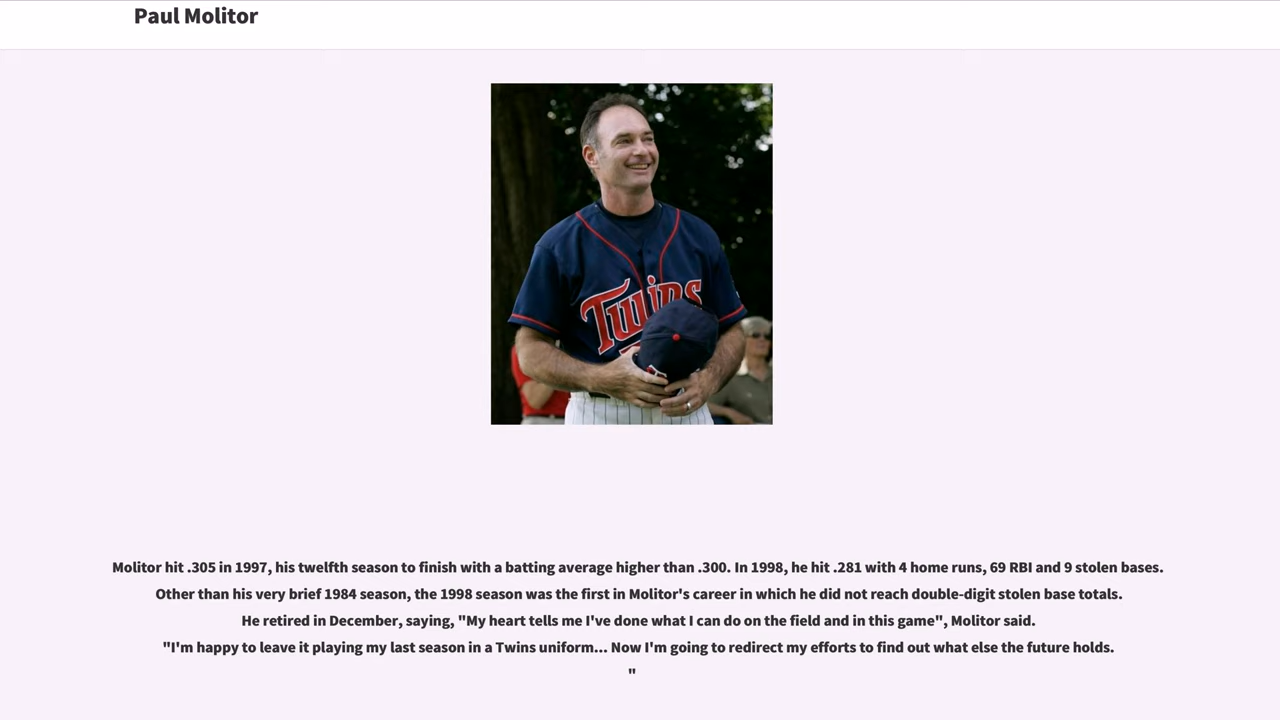 Paul Molitor
Twins
Molitor hit .305 in 1997, his twelfth season to finish with a batting average higher than .300. In 1998, he hit .281 with 4 home runs, 69 RBI and 9 stolen bases.
Other than his very brief 1984 season, the 1998 season was the first in Molitor's career in which he did not reach double-digit stolen base totals.
He retired in December, saying, "My heart tells me I've done what I can do on the field and in this game", Molitor said.
"I'm happy to leave it playing my last season in a Twins uniform... Now I'm going to redirect my efforts to find out what else the future holds.
"